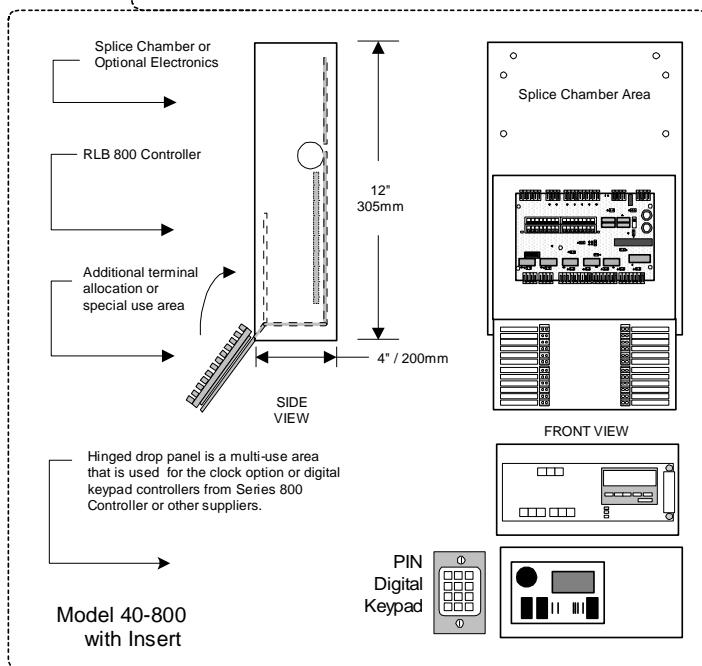 Splice Chamber or
Optional Electronics
Splice Chamber Area
RLB 800 Controller
12"
305mm
Additional terminal
allocation or
special use area
4" / 200mm
SIDE
VIEW
FRONT VIEW
Hinged drop panel is a multi-use area
that is used for the clock option or digital
keypad controllers from Series 800
Controller or other suppliers.
PIN
Digital
Keypad
Model 40-800
with Insert